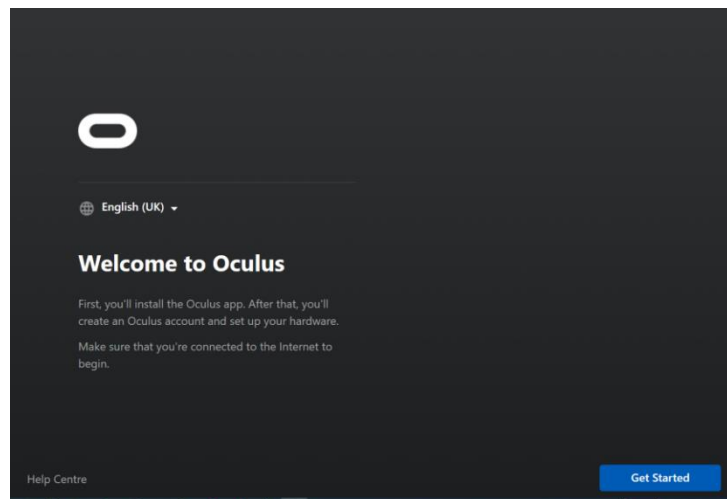 English (UK)
Welcome to Oculus
First, you'll install the Oculus app. After that, you'll
create an Oculus account and set up your hardware.
Make sure that you're connected to the Internet to
begin.
Help Centre
Get Started